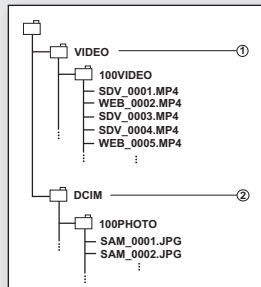 VIDEO ①
100VIDEO
SDV_0001.MP4
WEB_0002.MP4
SDV_0003.MP4
SDV_0004.MP4
WEB_0005.MP4
DCIM ②
100PHOTO
SAM_0001.JPG
SAM_0002.JPG